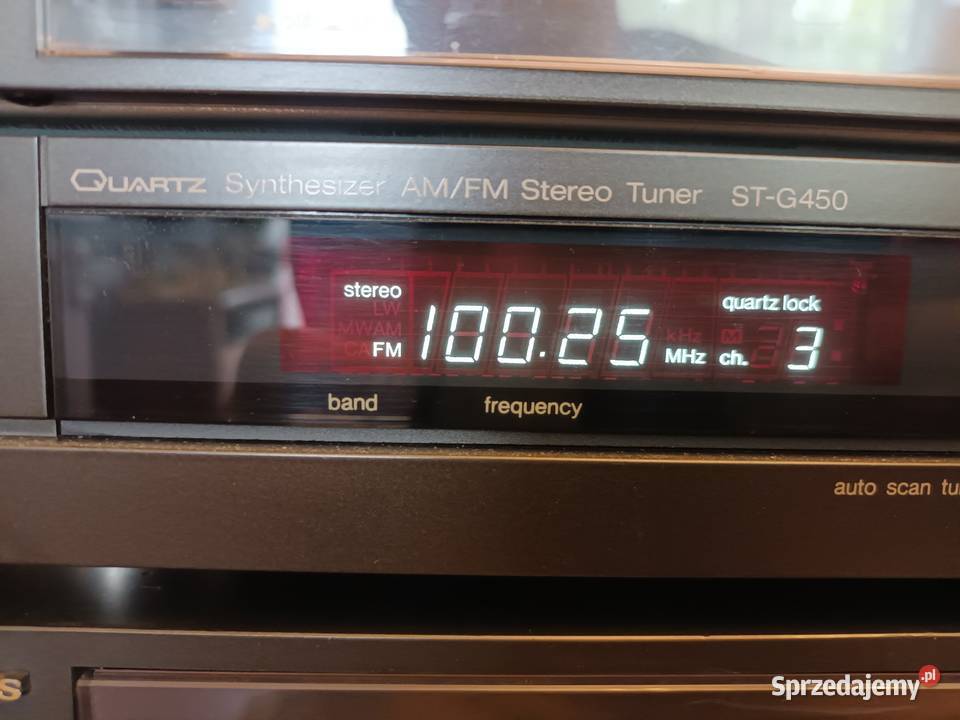 QUARTZ Synthesizer AM/FM Stereo Tuner ST-G450
stereo
quartz lock
LW
MWAM
kHz
M
FM
100.25
MHz
ch.
3
band
frequency
auto scan
s
Sprzedajemy.pl